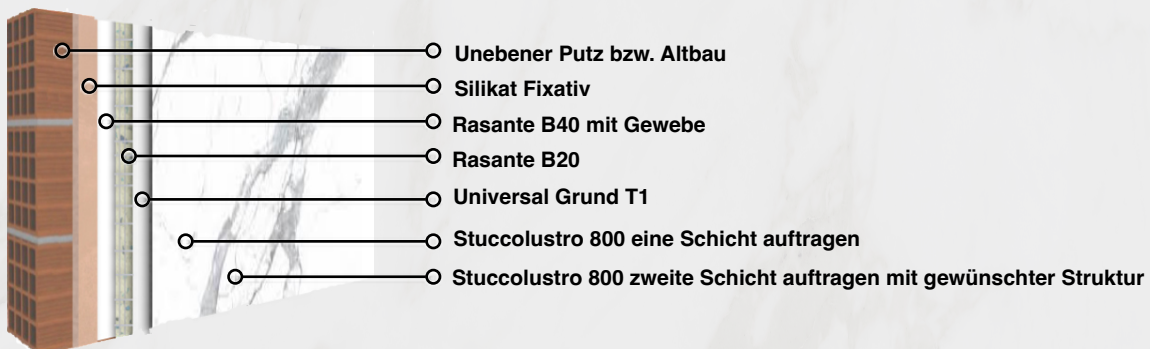 Unebener Putz bzw. Altbau
Silikat Fixativ
Rasante B40 mit Gewebe
Rasante B20
Universal Grund T1
Stuccolustro 800 eine Schicht auftragen
Stuccolustro 800 zweite Schicht auftragen mit gewünschter Struktur